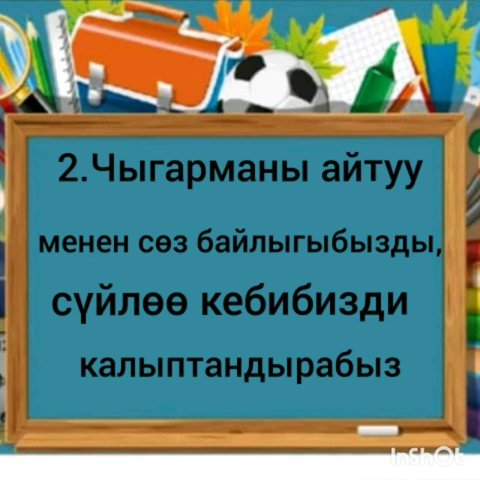 2.Чыгарманы айтуу
менен сөз байлыгыбызды,
сүйлөө кебибизди
калыптандырабыз
InShOt